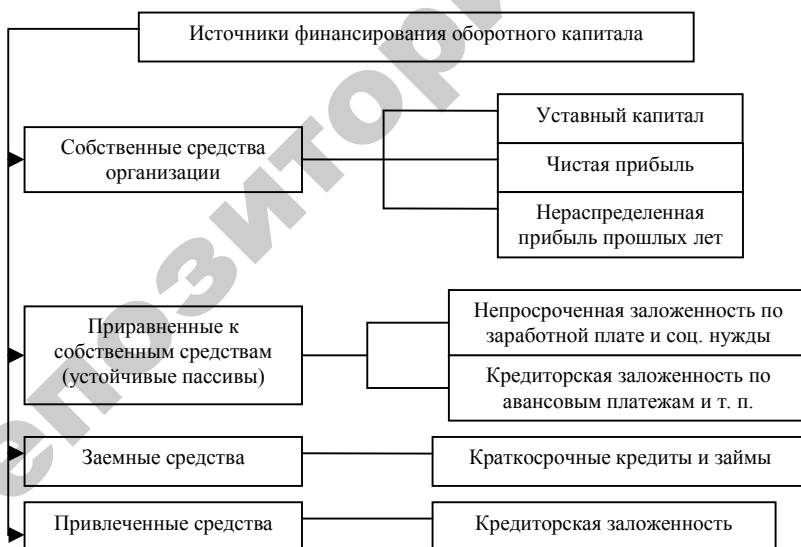 Источники финансирования оборотного капитала
Собственные средства
организации
Уставный капитал
Чистая прибыль
Нераспределенная
прибыль прошлых лет
Приравненные к
собственным средствам
(устойчивые пассивы)
Непросроченная заложенность по
заработной плате и соц. нужды
Кредиторская заложенность по
авансовым платежам и т. п.
Заемные средства
Краткосрочные кредиты и займы
Привлеченные средства
Кредиторская заложенность
епозитори